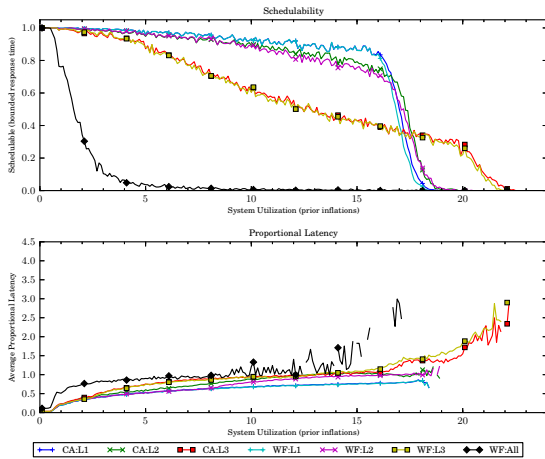 Schedulability
Schedulable (bounded response time)
1.0
0.8
0.6
0.4
0.2
0.0
0 5 10 15 20
System Utilization (prior inflations)
Proportional Latency
Average Proportional Latency
4.5
4.0
3.5
3.0
2.5
2.0
1.5
1.0
0.5
0.0
0 5 10 15 20
System Utilization (prior inflations)
CA:L1 CA:L2 CA:L3 WF:L1 WF:L2 WF:L3 WF:All